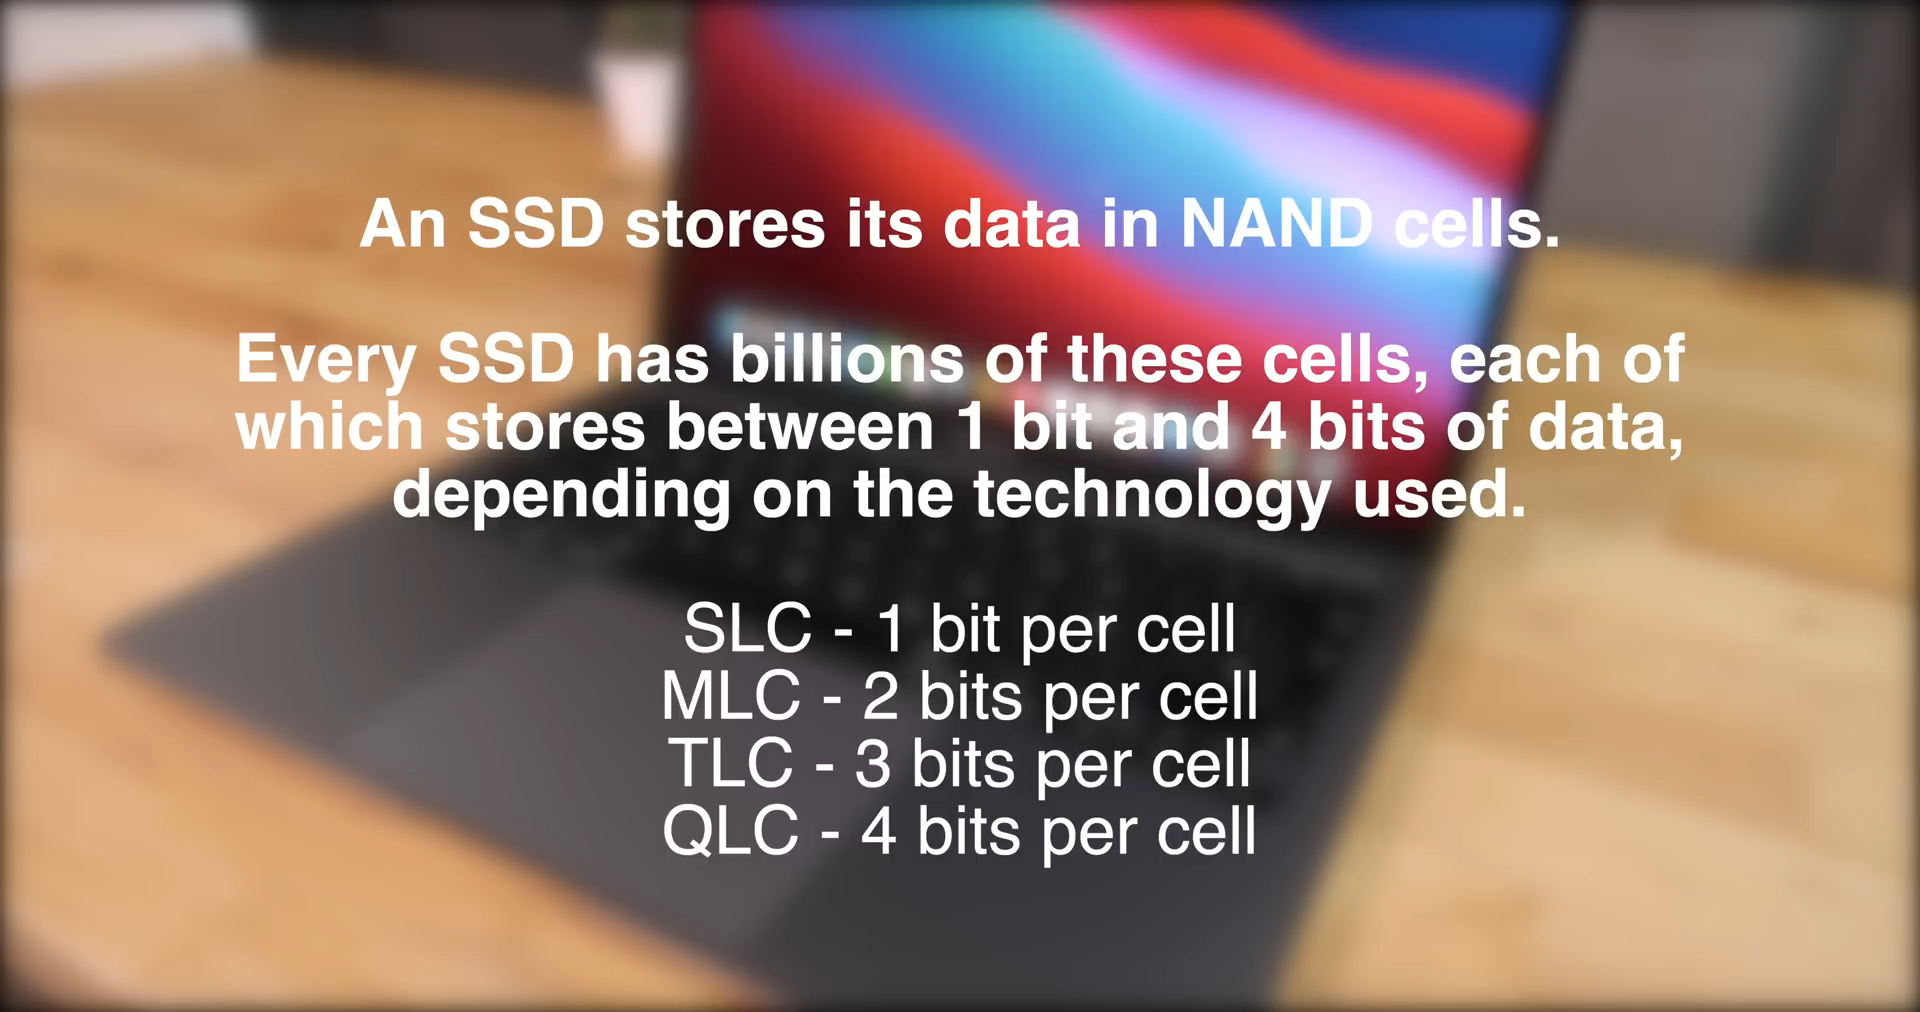 An SSD stores its data in NAND cells.
Every SSD has billions of these cells, each of
which stores between 1 bit and 4 bits of data,
depending on the technology used.
SLC - 1 bit per cell
MLC - 2 bits per cell
TLC - 3 bits per cell
QLC - 4 bits per cell